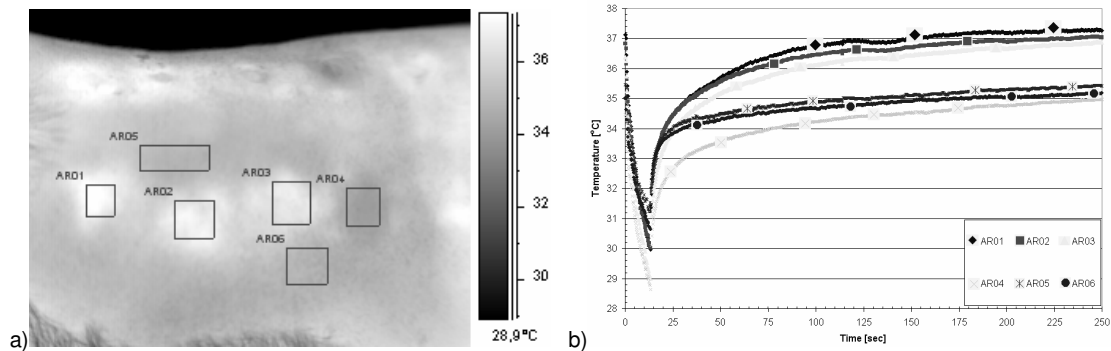 a)
AR01
AR02
AR03
AR04
AR05
AR06
36
34
32
30
28,9°C
b)
Temperature [°C]
38
37
36
35
34
33
32
31
30
29
28
0 25 50 75 100 125 150 175 200 225 250
Time [sec]
AR01 AR02 AR03
AR04 AR05 AR06